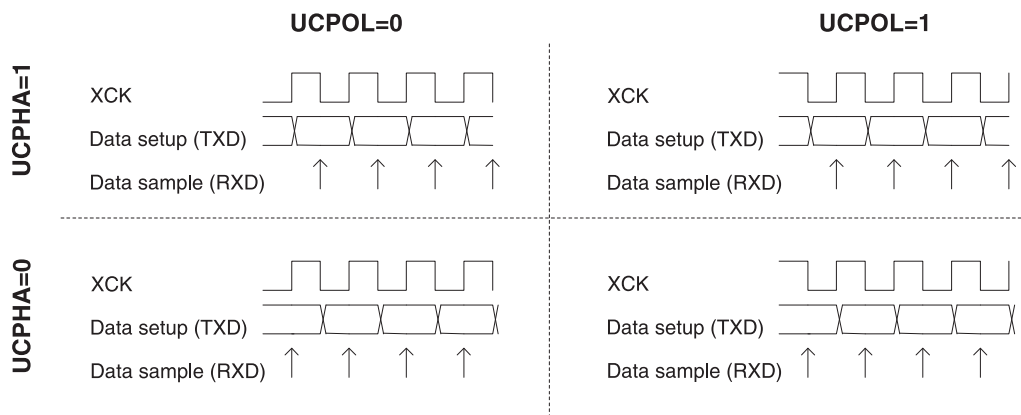 UCPOL=0
UCPOL=1
UCPHA=1
XCK
Data setup (TXD)
Data sample (RXD)
XCK
Data setup (TXD)
Data sample (RXD)
UCPHA=0
XCK
Data setup (TXD)
Data sample (RXD)
XCK
Data setup (TXD)
Data sample (RXD)